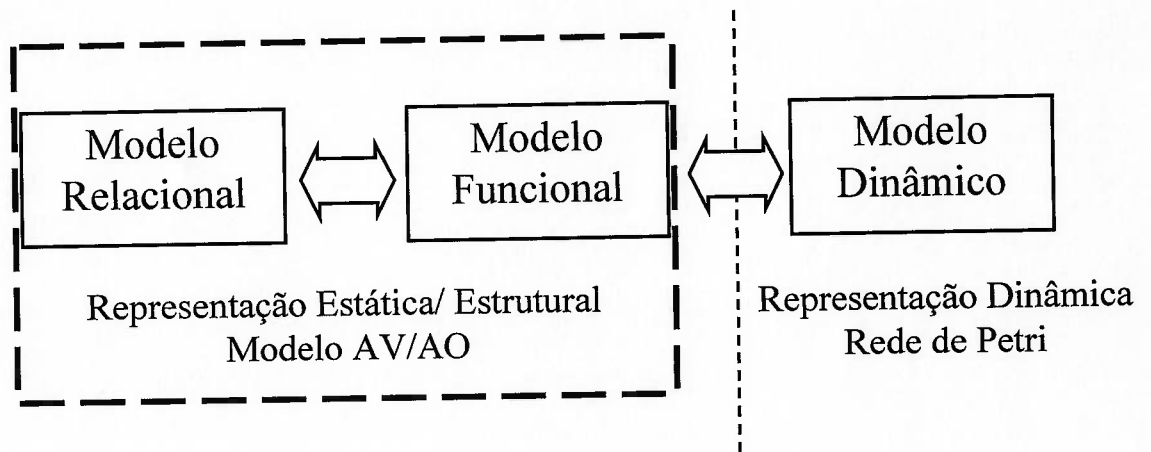 Modelo
Relacional
Modelo
Funcional
Modelo
Dinâmico
Representação Estática/ Estrutural
Modelo AV/AO
Representação Dinâmica
Rede de Petri